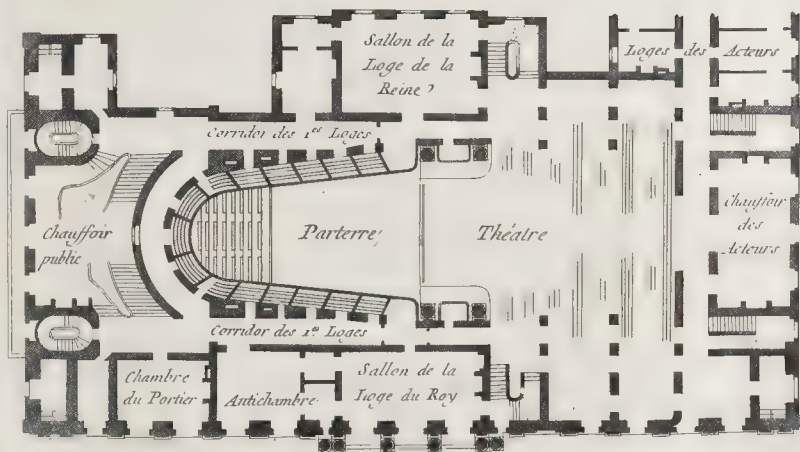 Sallon de la
Loge de la
Reine
Loges des Acteurs
Corridor des 1.es Loges
Chauffoir
public
Parterre
Théatre
Chauffoir
des
Acteurs
Corridor des 1.es Loges
Chambre
du Portier
Antichambre
Sallon de la
Loge du Roy